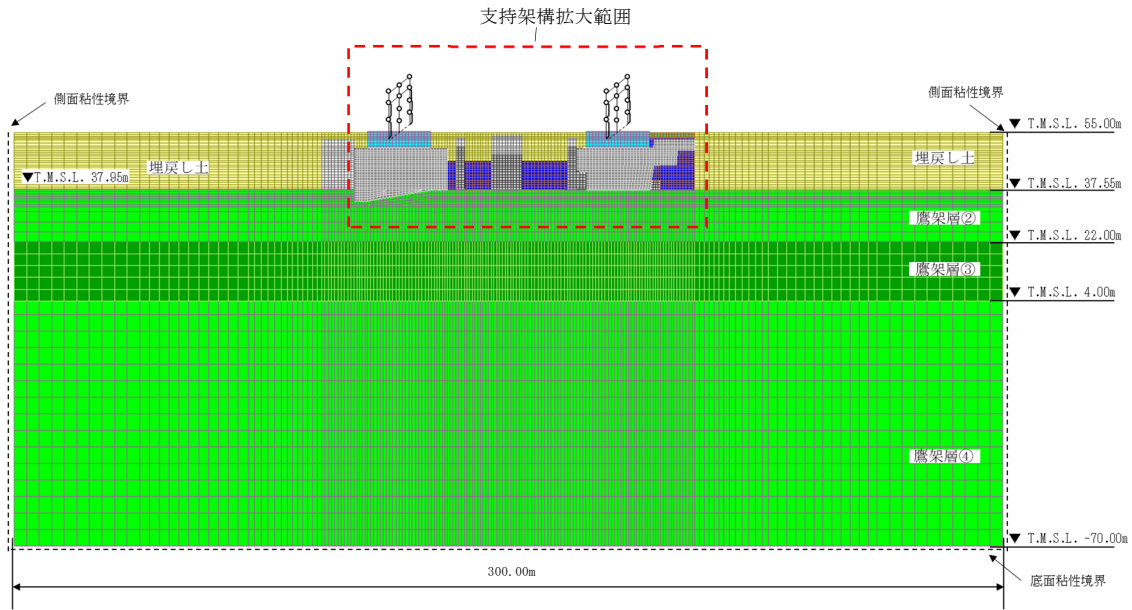 支持架構拡大範囲
側面粘性境界
側面粘性境界
▼ T.M.S.L. 55.00m
埋戻し土
埋戻し土
▼T.M.S.L. 37.95m
▼ T.M.S.L. 37.55m
鷹架層②
▼ T.M.S.L. 22.00m
鷹架層③
▼ T.M.S.L. 4.00m
鷹架層④
▼ T.M.S.L. -70.00m
300.00m
底面粘性境界